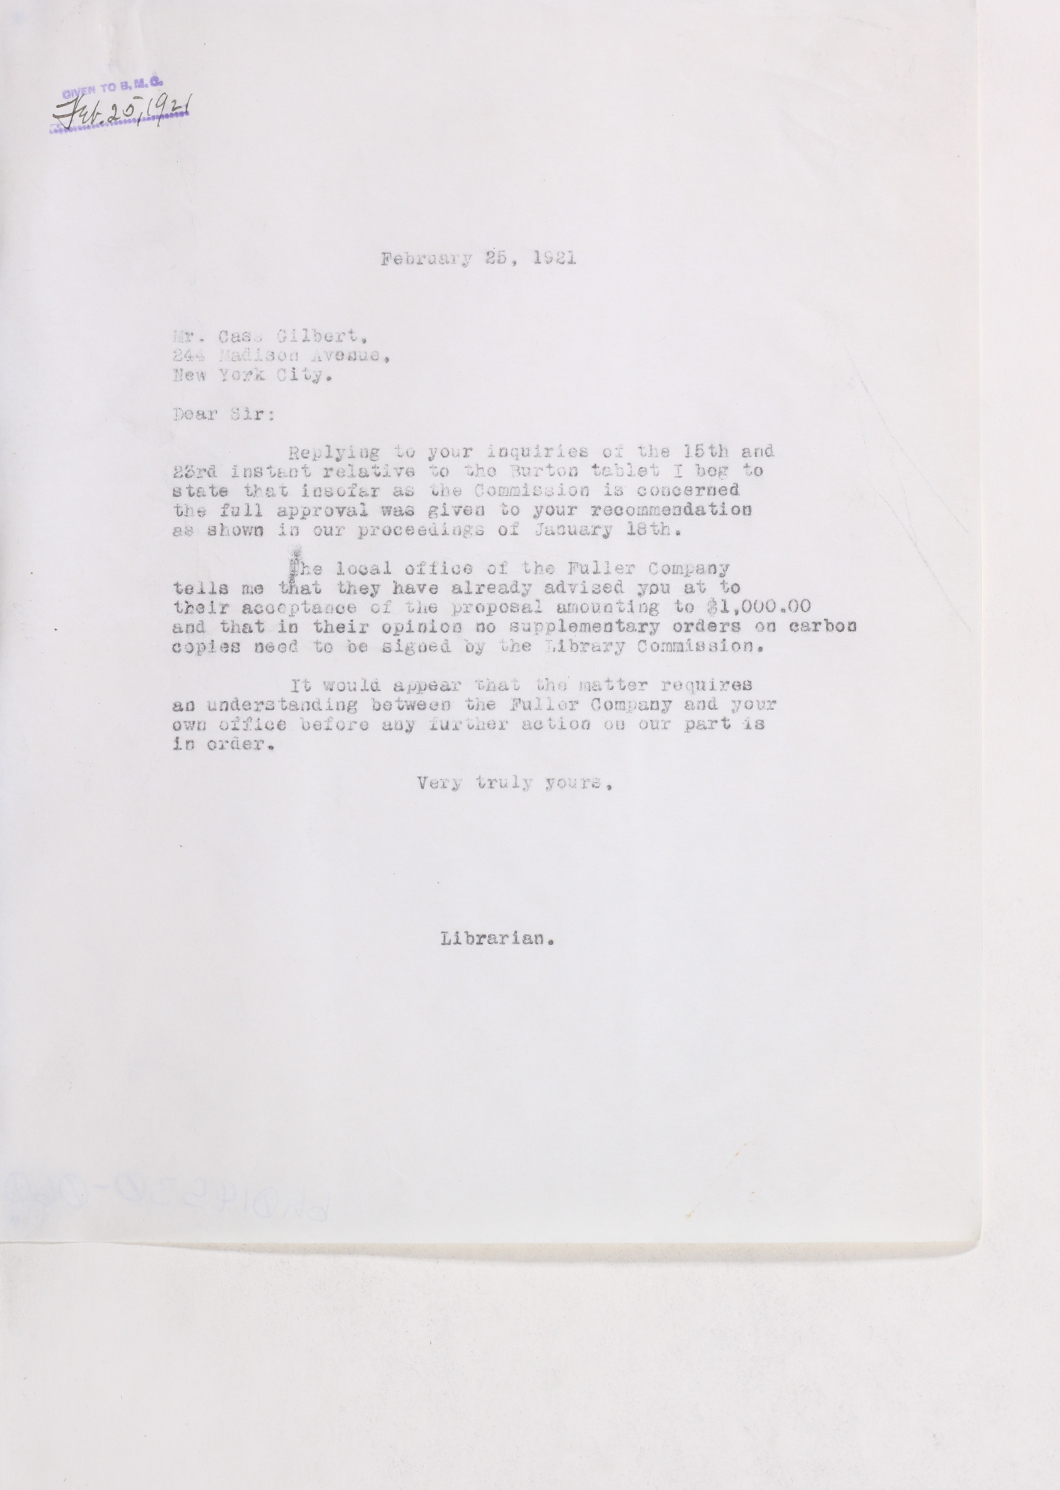 GIVEN TO B. M. C.
Feb. 25, 1921
February 25, 1921
Mr. Cass Gilbert,
244 Madison Avenue,
New York City.
Dear Sir:
Replying to your inquiries of the 15th and
23rd instant relative to the Burton tablet I beg to
state that insofar as the Commission is concerned
the full approval was given to your recommendation
as shown in our proceedings of January 18th.
The local office of the Fuller Company
tells me that they have already advised you at to
their acceptance of the proposal amounting to $1,000.00
and that in their opinion no supplementary orders on carbon
copies need to be signed by the Library Commission.
It would appear that the matter requires
an understanding between the Fuller Company and your
own office before any further action on our part is
in order.
Very truly yours,
Librarian.